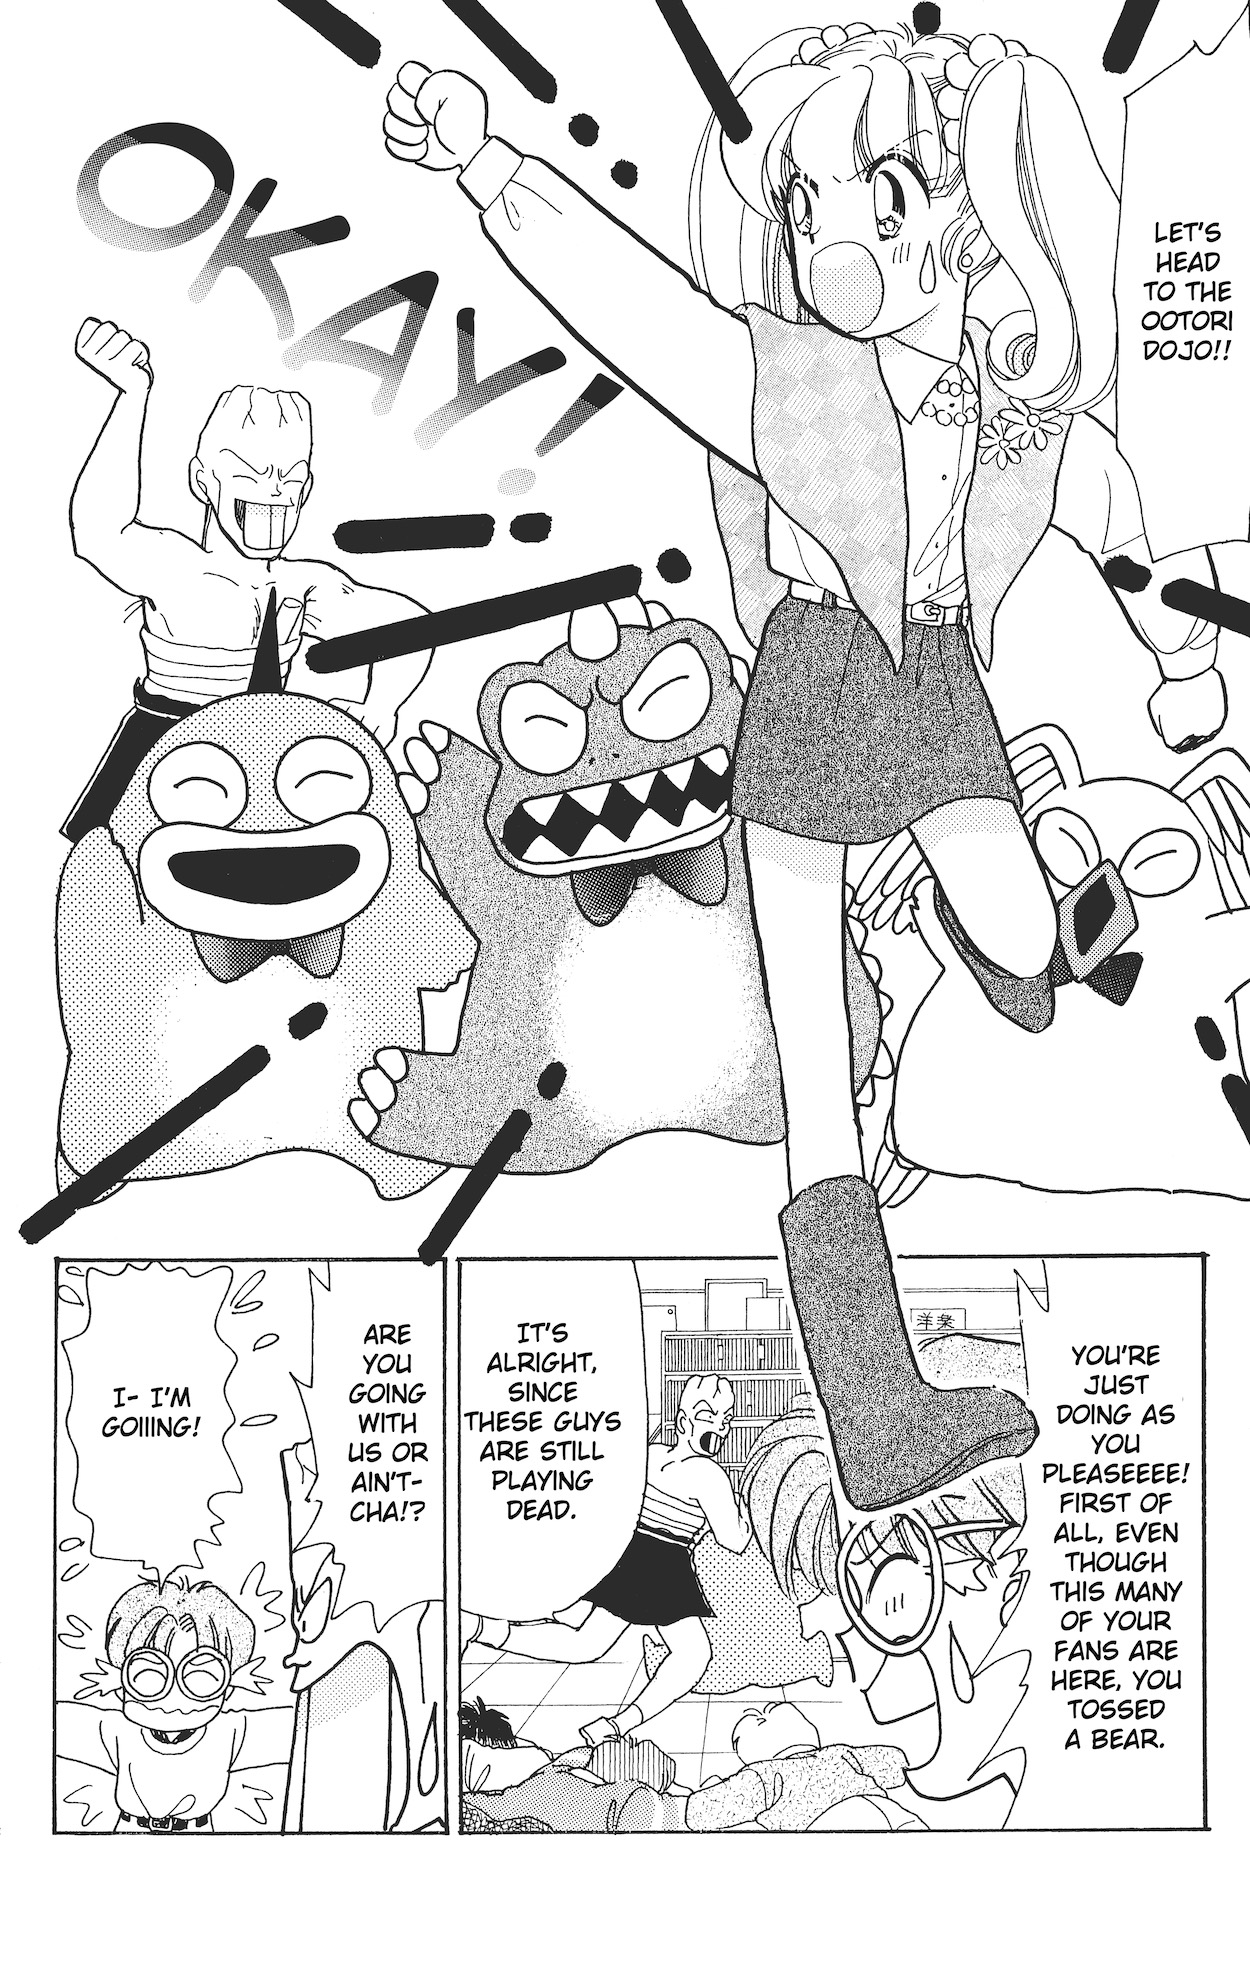 LET'S
HEAD
TO THE
OOTORI
DOJO!!
OKAY!
YOU'RE
JUST
DOING AS
YOU
PLEASEEEE!
FIRST OF
ALL, EVEN
THOUGH
THIS MANY
OF YOUR
FANS ARE
HERE, YOU
TOSSED
A BEAR.
洋楽
IT'S
ALRIGHT,
SINCE
THESE GUYS
ARE STILL
PLAYING
DEAD.
ARE
YOU
GOING
WITH
US OR
AIN'T-
CHA!?
I- I'M
GOIIING!